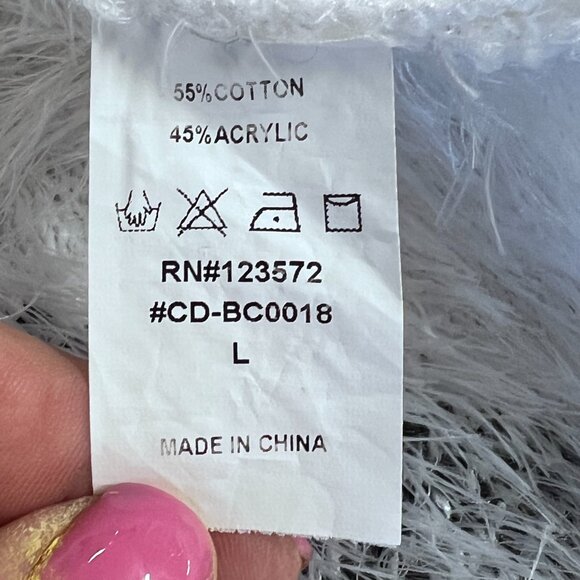 55%COTTON
45%ACRYLIC
RN#123572
#CD-BC0018
L
MADE IN CHINA